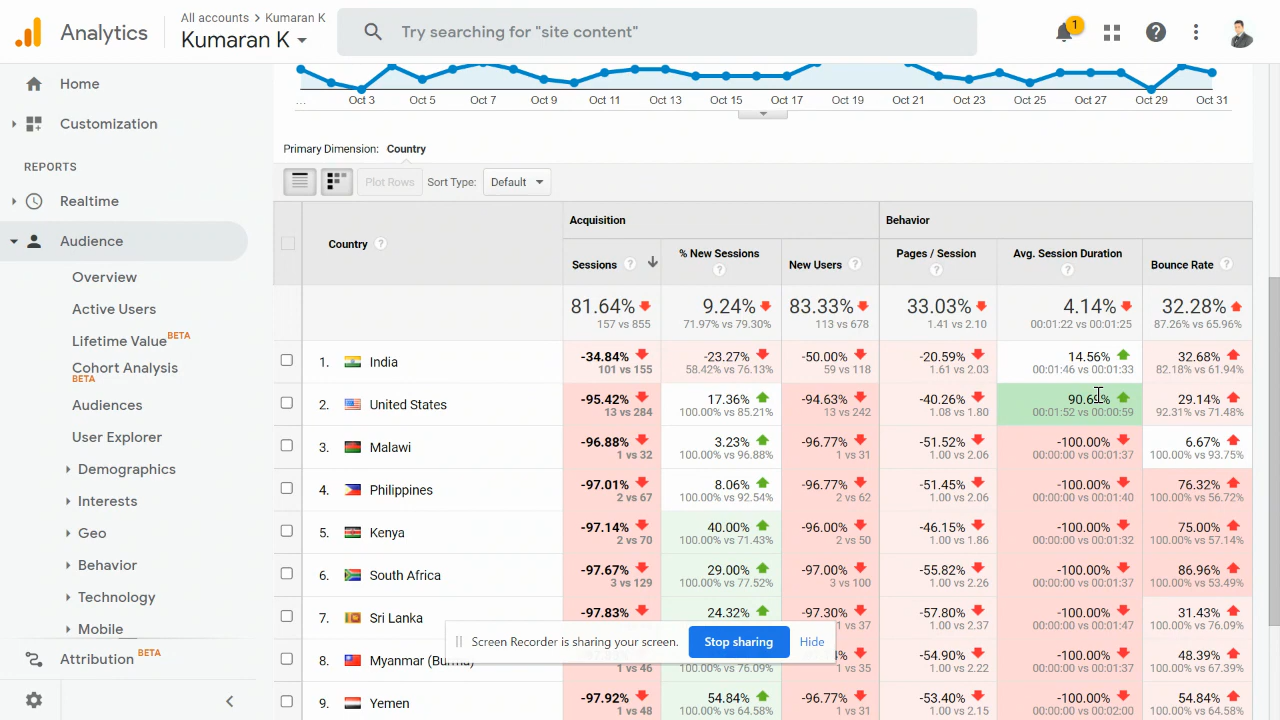 Analytics
All accounts > Kumaran K
Kumaran K
Try searching for "site content"
1
Home
Customization
REPORTS
Realtime
Audience
Overview
Active Users
Lifetime Value BETA
Cohort Analysis
BETA
Audiences
User Explorer
Demographics
Interests
Geo
Behavior
Technology
Mobile
Attribution BETA
... Oct 3 Oct 5 Oct 7 Oct 9 Oct 11 Oct 13 Oct 15 Oct 17 Oct 19 Oct 21 Oct 23 Oct 25 Oct 27 Oct 29 Oct 31
Primary Dimension: Country
Plot Rows Sort Type: Default
Acquisition Behavior
Country ? Sessions ? % New Sessions ? New Users ? Pages / Session ? Avg. Session Duration ? Bounce Rate ?
81.64% 9.24% 83.33% 33.03% 4.14% 32.28%
157 vs 855 71.97% vs 79.30% 113 vs 678 1.41 vs 2.10 00:01:22 vs 00:01:25 87.26% vs 65.96%
1. India -34.84% -23.27% -50.00% -20.59% 14.56% 32.68%
101 vs 155 58.42% vs 76.13% 59 vs 118 1.61 vs 2.03 00:01:46 vs 00:01:33 82.18% vs 61.94%
2. United States -95.42% 17.36% -94.63% -40.26% 29.14%
13 vs 284 100.00% vs 85.21% 13 vs 242 1.08 vs 1.80 00:01:52 vs 00:00:59 92.31% vs 71.48%
3. Malawi -96.88% 3.23% -96.77% -51.52% -100.00% 6.67%
1 vs 32 100.00% vs 96.88% 1 vs 31 1.00 vs 2.06 00:00:00 vs 00:01:37 100.00% vs 93.75%
4. Philippines -97.01% 8.06% -96.77% -51.45% -100.00% 76.32%
2 vs 67 100.00% vs 92.54% 2 vs 62 1.00 vs 2.06 00:00:00 vs 00:01:40 100.00% vs 56.72%
5. Kenya -97.14% 40.00% -96.00% -46.15% -100.00% 75.00%
2 vs 70 100.00% vs 71.43% 2 vs 50 1.00 vs 1.86 00:00:00 vs 00:01:32 100.00% vs 57.14%
6. South Africa -97.67% 29.00% -97.00% -55.82% -100.00% 86.96%
3 vs 129 100.00% vs 77.52% 3 vs 100 1.00 vs 2.26 00:00:00 vs 00:01:37 100.00% vs 53.49%
7. Sri Lanka -97.83% 24.32% -97.30% -57.80% -100.00% 31.43%
1 vs 37 1.00 vs 2.37 00:00:00 vs 00:01:47 100.00% vs 76.09%
Screen Recorder is sharing your screen. Stop sharing Hide
8. Myanmar -54.90% -100.00% 48.39%
1 vs 46 100.00% vs 76.09% 1 vs 35 1.00 vs 2.22 00:00:00 vs 00:01:37 100.00% vs 67.39%
9. Yemen -97.92% 54.84% -96.77% -53.40% -100.00% 54.84%
1 vs 48 100.00% vs 64.58% 1 vs 31 1.00 vs 2.15 00:00:00 vs 00:02:00 100.00% vs 64.58%